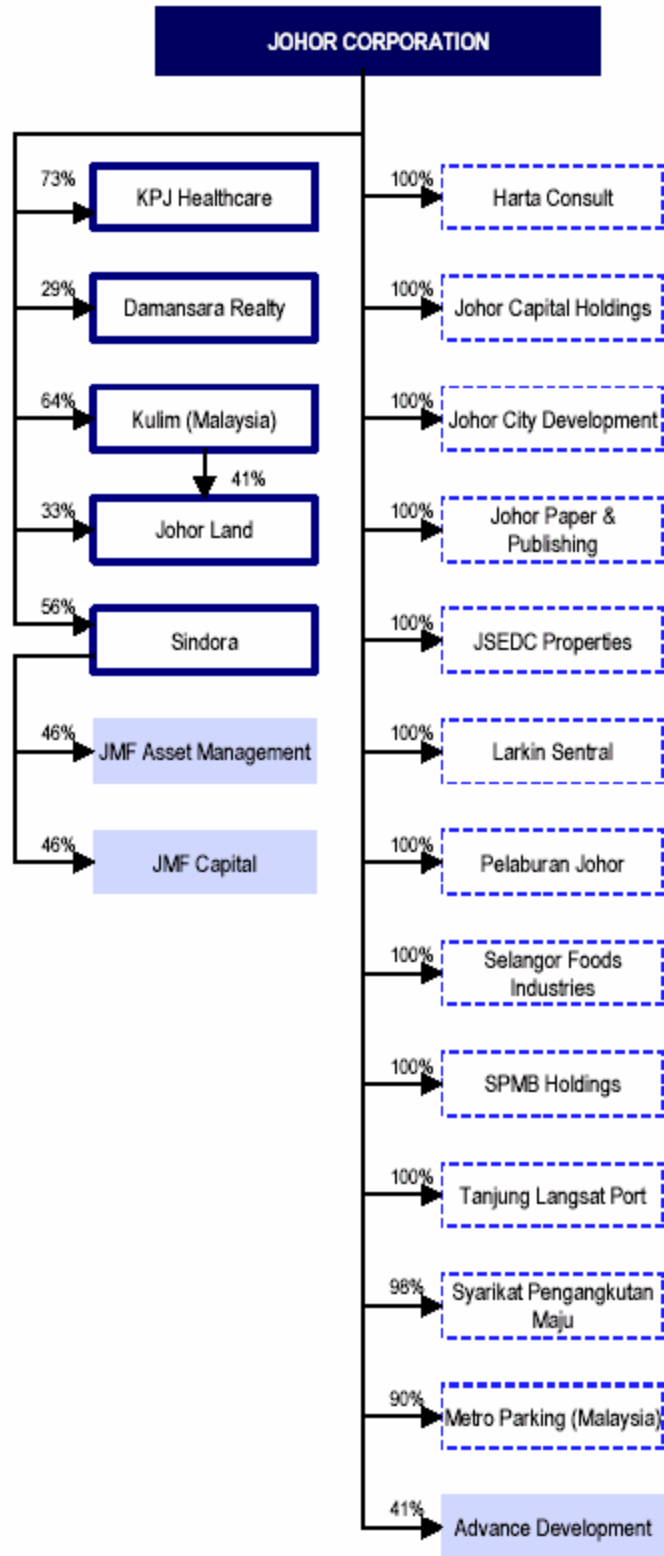 JOHOR CORPORATION
73%
KPJ Healthcare
29%
Damansara Realty
64%
Kulim (Malaysia)
41%
33%
Johor Land
56%
Sindora
46%
JMF Asset Management
46%
JMF Capital
100%
Harta Consult
100%
Johor Capital Holdings
100%
Johor City Development
100%
Johor Paper &
Publishing
100%
JSEDC Properties
100%
Larkin Sentral
100%
Pelaburan Johor
100%
Selangor Foods
Industries
100%
SPMB Holdings
100%
Tanjung Langsat Port
98%
Syarikat Pengangkutan
Maju
90%
Metro Parking (Malaysia)
41%
Advance Development